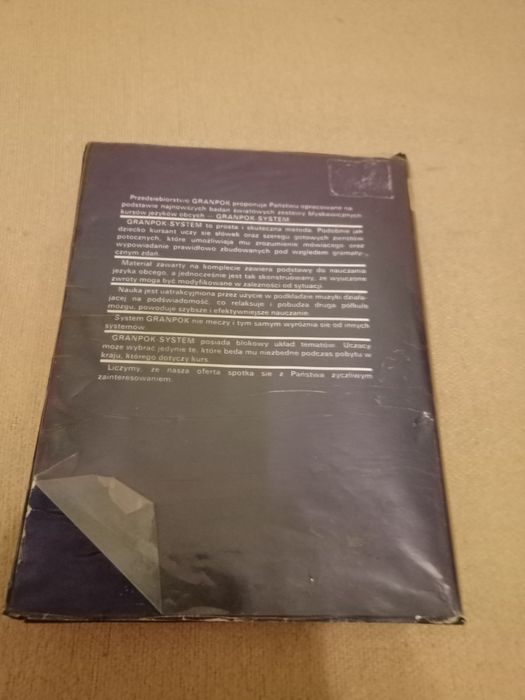 Przedsiębiorstwo GRANPOK proponuje Państwu opracowane na
podstawie najnowszych badań światowych zestawy błyskawicznych
kursów języków obcych — GRANPOK-SYSTEM
GRANPOK-SYSTEM to prosta i skuteczna metoda. Podobnie jak
dziecko kursant uczy się słówek oraz szeregu gotowych zwrotów
potocznych, które umożliwiają mu zrozumienie mówiącego oraz
wypowiadanie prawidłowo zbudowanych pod względem gramaty-
cznym zdań.
Materiał zawarty na komplecie zawiera podstawy do nauczania
języka obcego, a jednocześnie jest tak skonstruowany, że wyuczone
zwroty mogą być modyfikowane w zależności od sytuacji.
Nauka jest uatrakcyjniona przez użycie w podkładzie muzyki działa-
jącej na podświadomość, co relaksuje i pobudza drugą półkulę
mózgu, powoduje szybsze i efektywniejsze nauczanie.
System GRANPOK nie męczy i tym samym wyróżnia się od innych
systemów.
GRANPOK-SYSTEM posiada blokowy układ tematów. Uczący
może wybrać jedynie te, które będą mu niezbędne podczas pobytu w
kraju, którego dotyczy kurs.
Liczymy, że nasza oferta spotka się z Państwa życzliwym
zainteresowaniem.